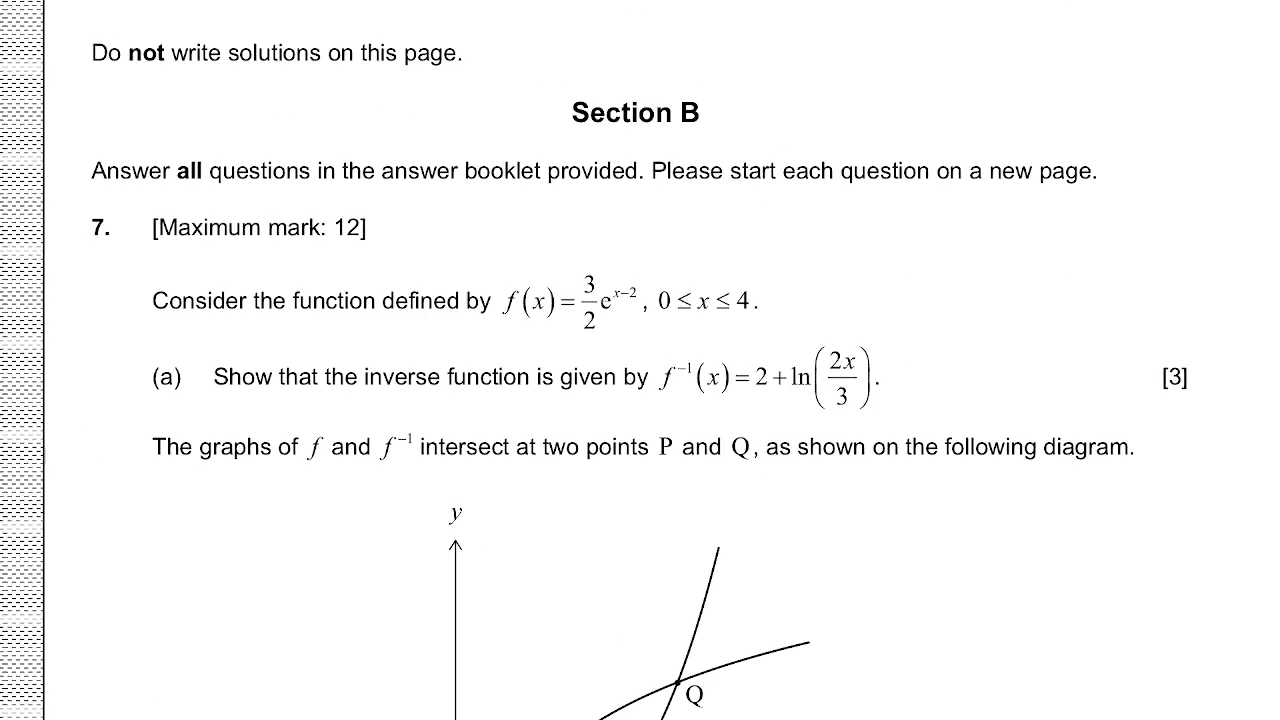 Do not write solutions on this page.
Section B
Answer all questions in the answer booklet provided. Please start each question on a new page.
7. [Maximum mark: 12]
Consider the function defined by f(x) = 3/2 e^(x−2), 0 ≤ x ≤ 4.
(a) Show that the inverse function is given by f⁻¹(x) = 2 + ln(2x/3). [3]
The graphs of f and f⁻¹ intersect at two points P and Q, as shown on the following diagram.
y
Q